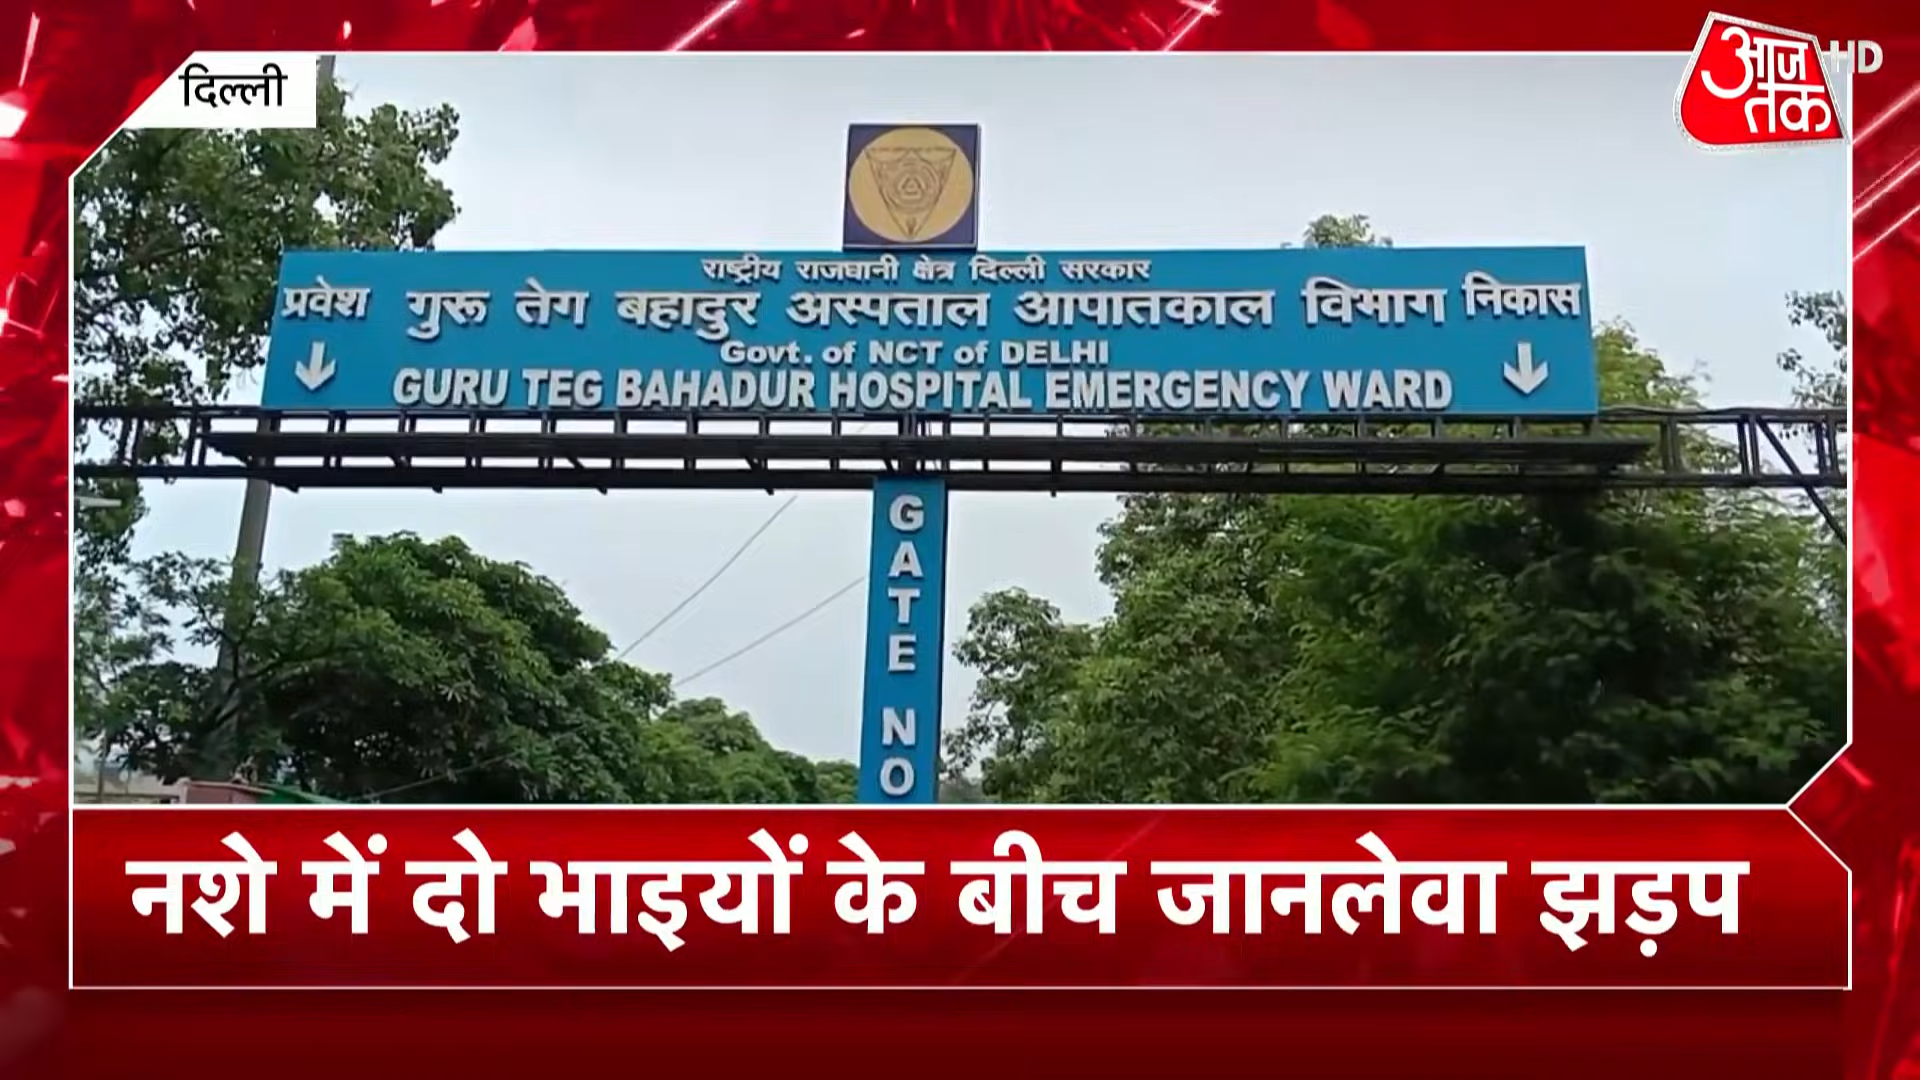 दिल्ली
आज तक HD
राष्ट्रीय राजधानी क्षेत्र दिल्ली सरकार
प्रवेश गुरू तेग बहादुर अस्पताल आपातकाल विभाग निकास
Govt. of NCT of DELHI
GURU TEG BAHADUR HOSPITAL EMERGENCY WARD
GATE NO
नशे में दो भाइयों के बीच जानलेवा झड़प